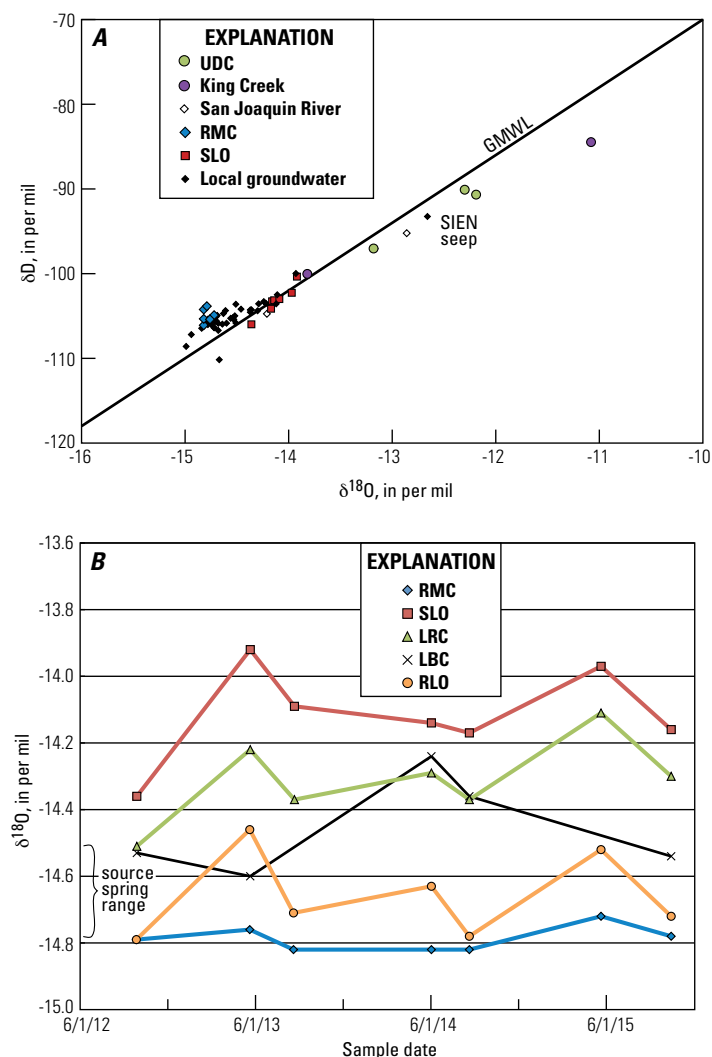 A
EXPLANATION
UDC
King Creek
San Joaquin River
RMC
SLO
Local groundwater
GMWL
SIEN
seep
δD, in per mil
-70
-80
-90
-100
-110
-120
-16
-15
-14
-13
-12
-11
-10
δ¹⁸O, in per mil
B
EXPLANATION
RMC
SLO
LRC
LBC
RLO
source
spring
range
δ¹⁸O, in per mil
-13.6
-13.8
-14.0
-14.2
-14.4
-14.6
-14.8
-15.0
6/1/12
6/1/13
6/1/14
6/1/15
Sample date